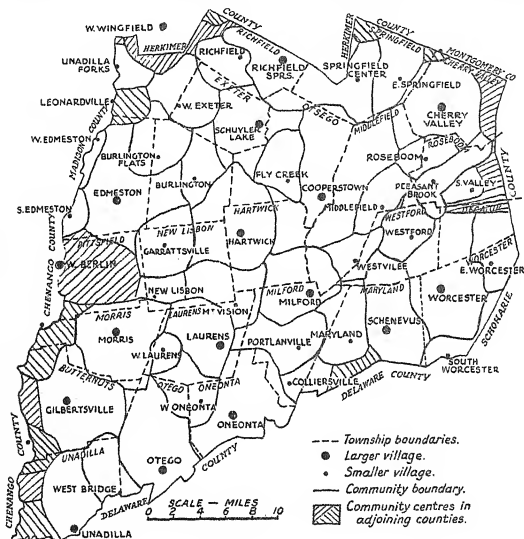 W. WINGFIELD
COUNTY
HERKIMER
RICHFIELD
RICHFIELD
RICHFIELD
SPRS.
HERKIMER
COUNTY
SPRINGFIELD
SPRINGFIELD
CENTER
MONTGOMERY CO
CHERRY VALLEY
UNADILLA
FORKS
EXETER
E. SPRINGFIELD
LEONARDVILLE
W. EXETER
OTSEGO
CHERRY
VALLEY
SCHUYLER
LAKE
MIDDLEFIELD
W. EDMESTON
MADISON COUNTY
BURLINGTON
FLATS
ROSEBOOM
ROSEBOOM
FLY CREEK
COUNTY
BURLINGTON
COOPERSTOWN
PLEASANT
BROOK
S. VALLEY
EDMESTON
MIDDLEFIELD
DECATUR
S. EDMESTON
HARTWICK
WESTFORD
NEW LISBON
HARTWICK
WESTFORD
PITTSFIELD
GARRATTSVILLE
WORCESTER
CHENANGO COUNTY
W. BERLIN
WESTVILLE
E. WORCESTER
NEW LISBON
MILFORD
MARYLAND
WORCESTER
MILFORD
SCHOHARIE
MORRIS
LAURENS
MT VISION
SCHENEVUS
MORRIS
LAURENS
PORTLANVILLE
MARYLAND
W. LAURENS
SOUTH
WORCESTER
BUTTERNUTS
OTEGO
ONEONTA
COLLIERSVILLE
DELAWARE COUNTY
GILBERTSVILLE
W. ONEONTA
ONEONTA
COUNTY
UNADILLA
OTEGO
COUNTY
WEST BRIDGE
CHENANGO
DELAWARE
UNADILLA
SCALE — MILES
0 2 4 6 8 10
Township boundaries.
Larger village.
Smaller village.
Community boundary.
Community centres in
adjoining counties.